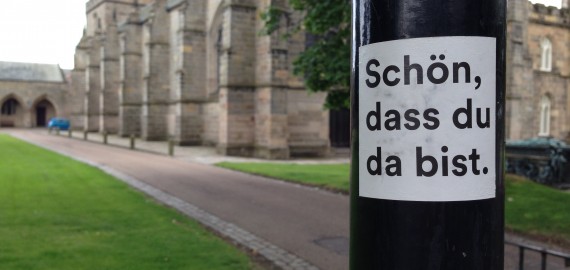 Schön,
dass du
da bist.